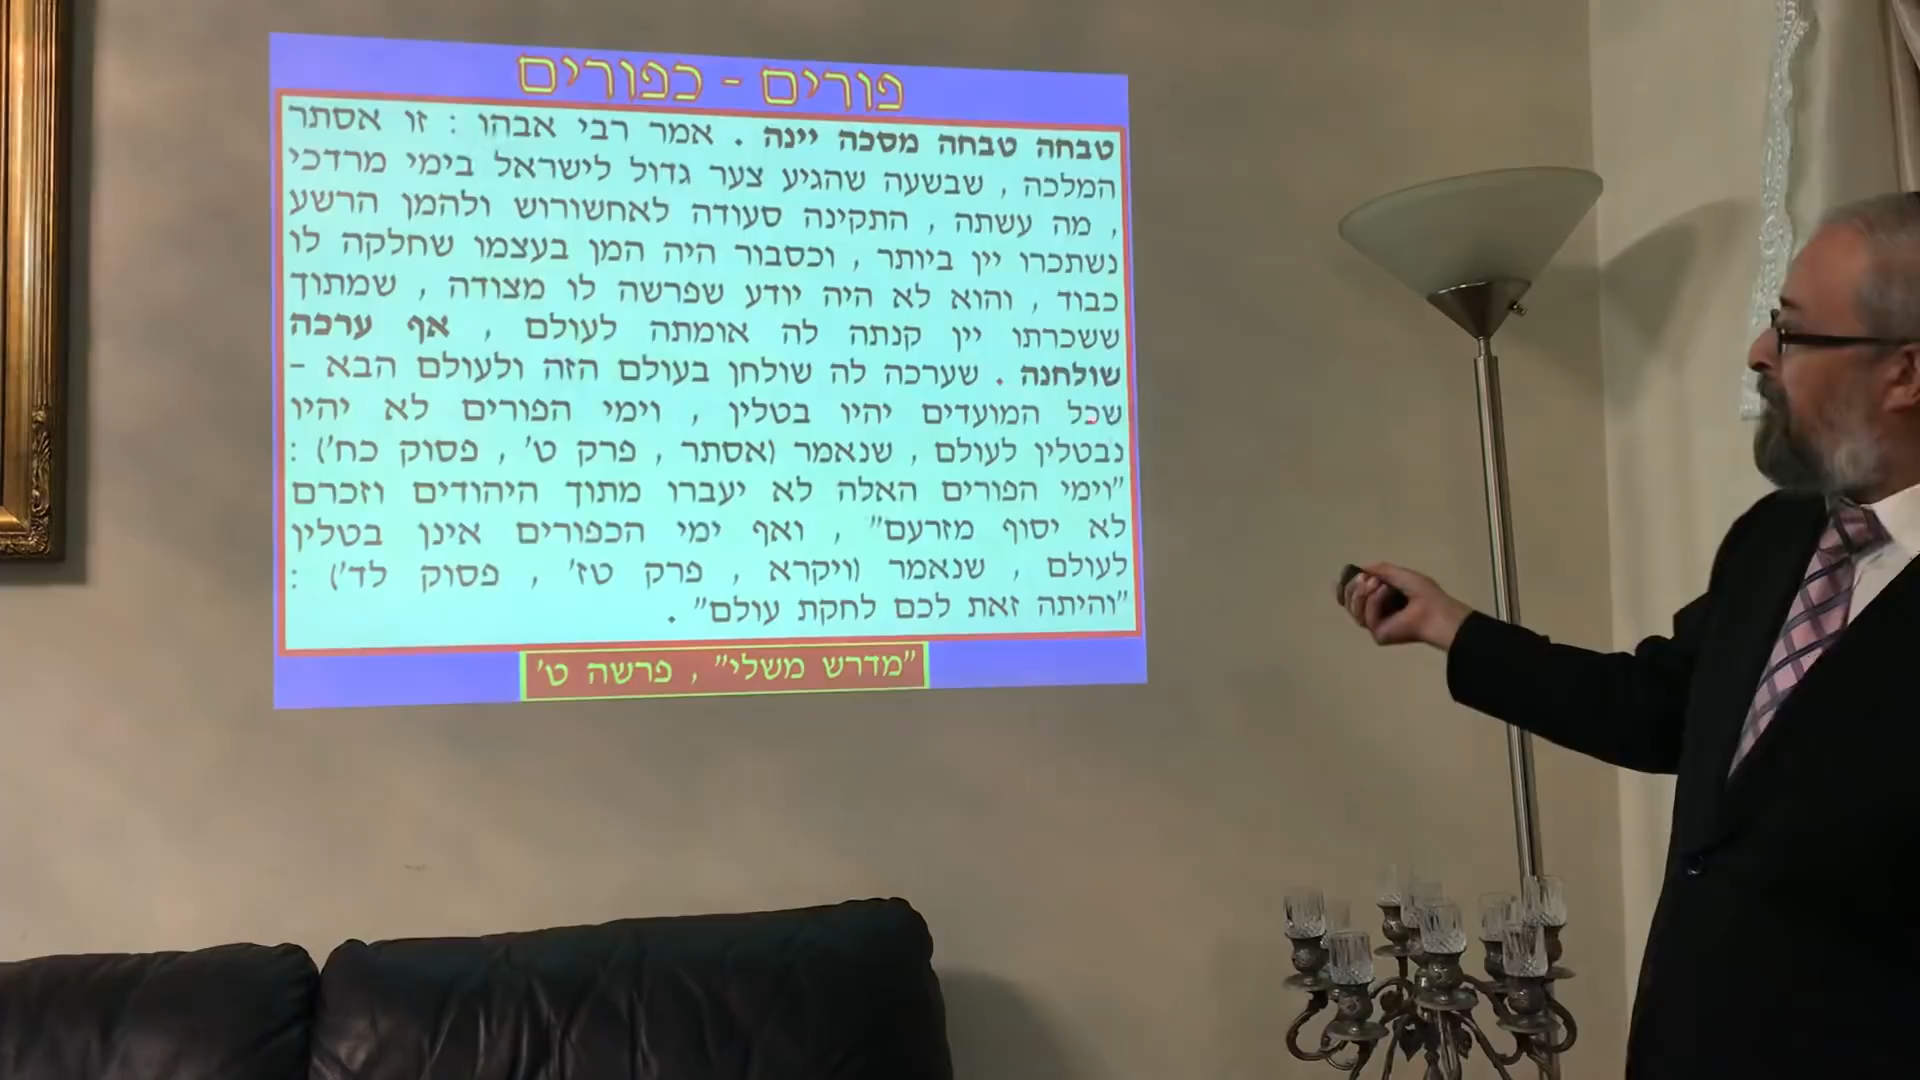 פורים - כפורים
טבחה טבחה מסכה יינה . אמר רבי אבהו : זו אסתר
המלכה , שבשעה שהגיע צער גדול לישראל בימי מרדכי
, מה עשתה , התקינה סעודה לאחשורוש ולהמן הרשע
נשתכרו יין ביותר , וכסבור היה המן בעצמו שחלקה לו
כבוד , והוא לא היה יודע שפרשה לו מצודה , שמתוך
ששכרתו יין קנתה לה אומתה לעולם , אף ערכה
שולחנה . שערכה לה שולחן בעולם הזה ולעולם הבא -
שכל המועדים יהיו בטלין , וימי הפורים לא יהיו
נבטלין לעולם , שנאמר (אסתר , פרק ט' , פסוק כח') :
"וימי הפורים האלה לא יעברו מתוך היהודים וזכרם
לא יסוף מזרעם" , ואף ימי הכפורים אינן בטלין
לעולם , שנאמר (ויקרא , פרק טז' , פסוק לד') :
"והיתה זאת לכם לחקת עולם" .
"מדרש משלי" , פרשה ט'